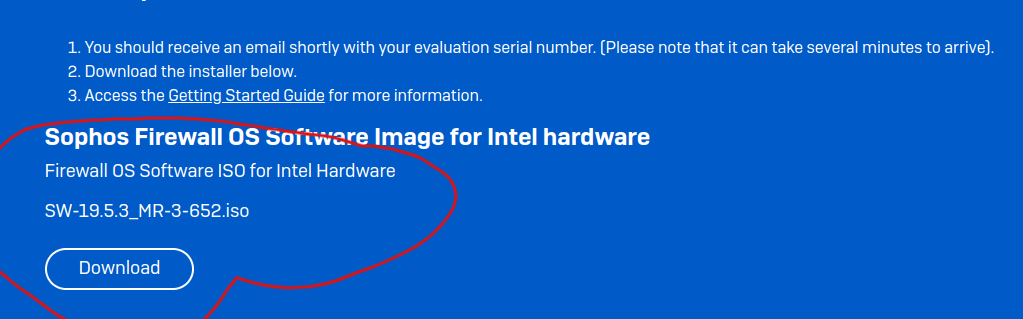 1. You should receive an email shortly with your evaluation serial number. (Please note that it can take several minutes to arrive).
2. Download the installer below.
3. Access the Getting Started Guide for more information.
Sophos Firewall OS Software Image for Intel hardware
Firewall OS Software ISO for Intel Hardware
SW-19.5.3_MR-3-652.iso
Download